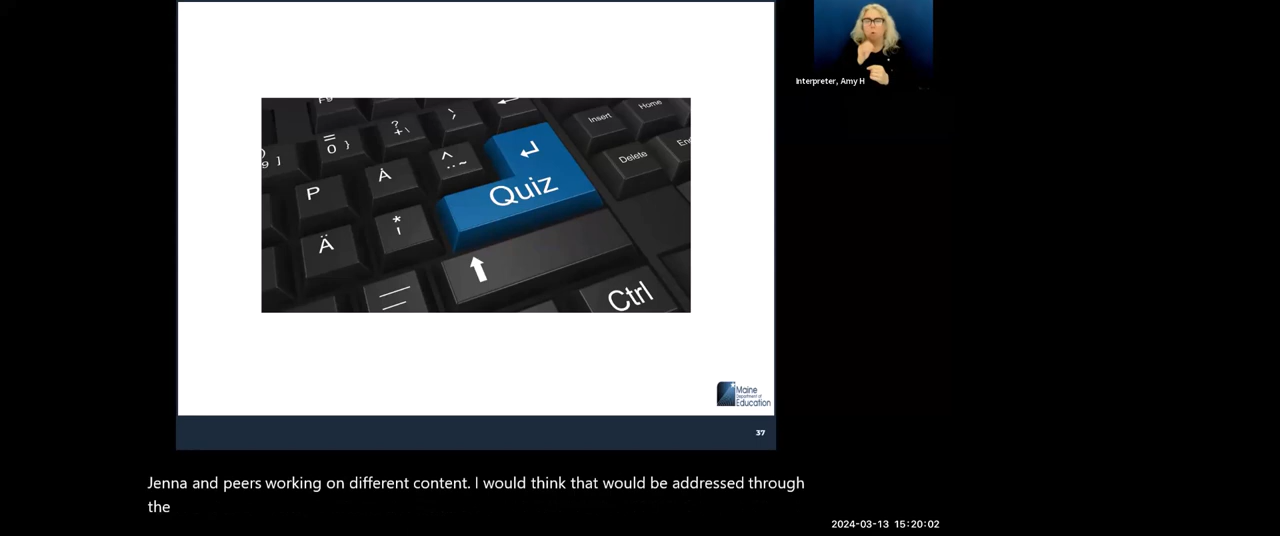 Interpreter, Amy H
Insert
Home
Delete
P
Quiz
Ctrl
Maine
Department of
Education
37
Jenna and peers working on different content. I would think that would be addressed through
the
2024-03-13 15:20:02